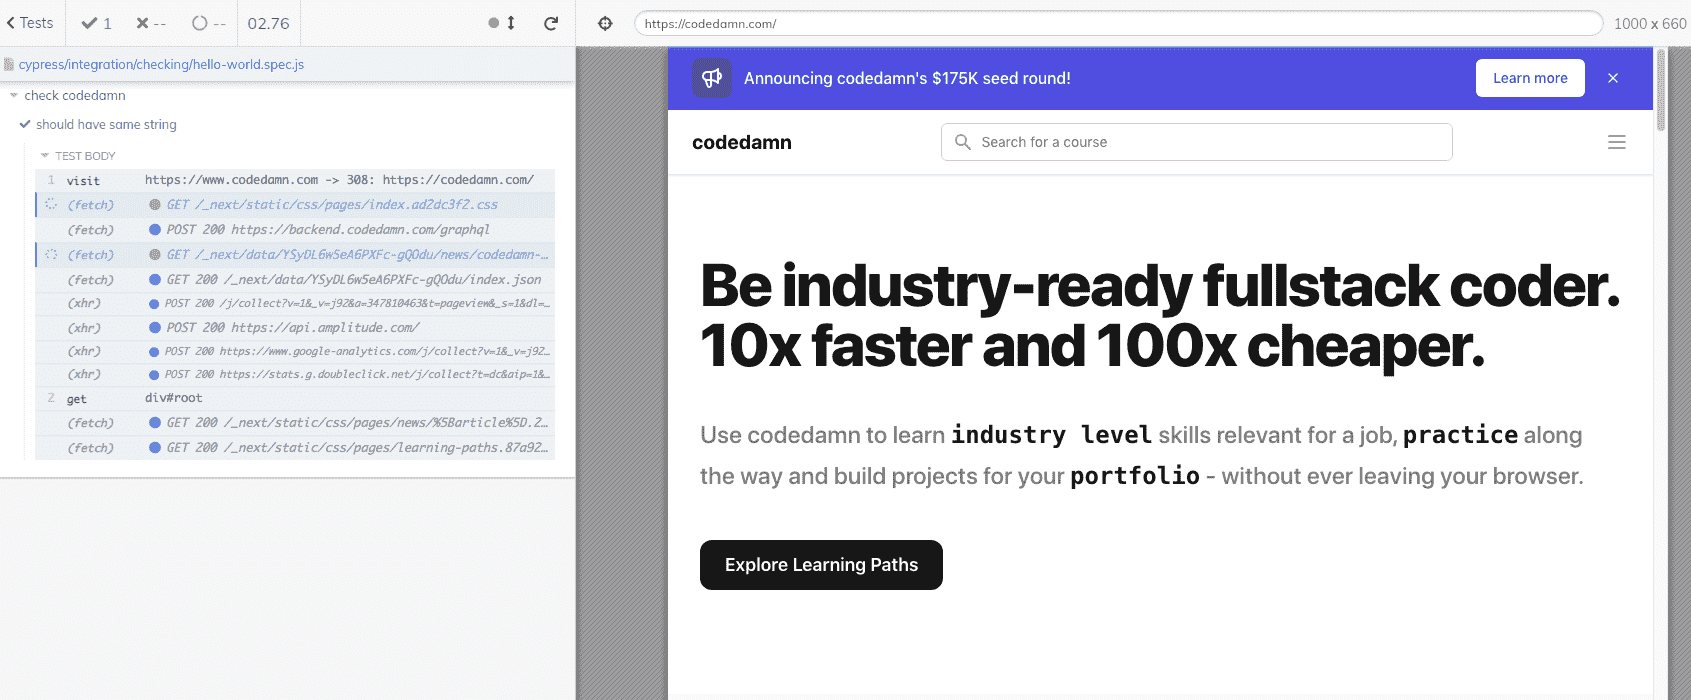 Tests
1
--
--
02.76
https://codedamn.com/
1000 x 660
cypress/integration/checking/hello-world.spec.js
check codedamn
should have same string
TEST BODY
1 visit https://www.codedamn.com -> 308: https://codedamn.com/
(fetch) GET /_next/static/css/pages/index.ad2dc3f2.css
(fetch) POST 200 https://backend.codedamn.com/graphql
(fetch) GET /_next/data/YSyDL6w5eA6PXFc-gQOdu/news/codedamn-…
(fetch) GET 200 /_next/data/YSyDL6w5eA6PXFc-gQOdu/index.json
(xhr) POST 200 /j/collect?v=1&_v=j92&a=347810463&t=pageview&_s=1&dl=…
(xhr) POST 200 https://api.amplitude.com/
(xhr) POST 200 https://www.google-analytics.com/j/collect?v=1&_v=j92…
(xhr) POST 200 https://stats.g.doubleclick.net/j/collect?t=dc&aip=1&…
2 get div#root
(fetch) GET 200 /_next/static/css/pages/news/%5Barticle%5D.2…
(fetch) GET 200 /_next/static/css/pages/learning-paths.87a92…
Announcing codedamn's $175K seed round!
Learn more
codedamn
Search for a course
Be industry-ready fullstack coder.
10x faster and 100x cheaper.
Use codedamn to learn industry level skills relevant for a job, practice along
the way and build projects for your portfolio - without ever leaving your browser.
Explore Learning Paths